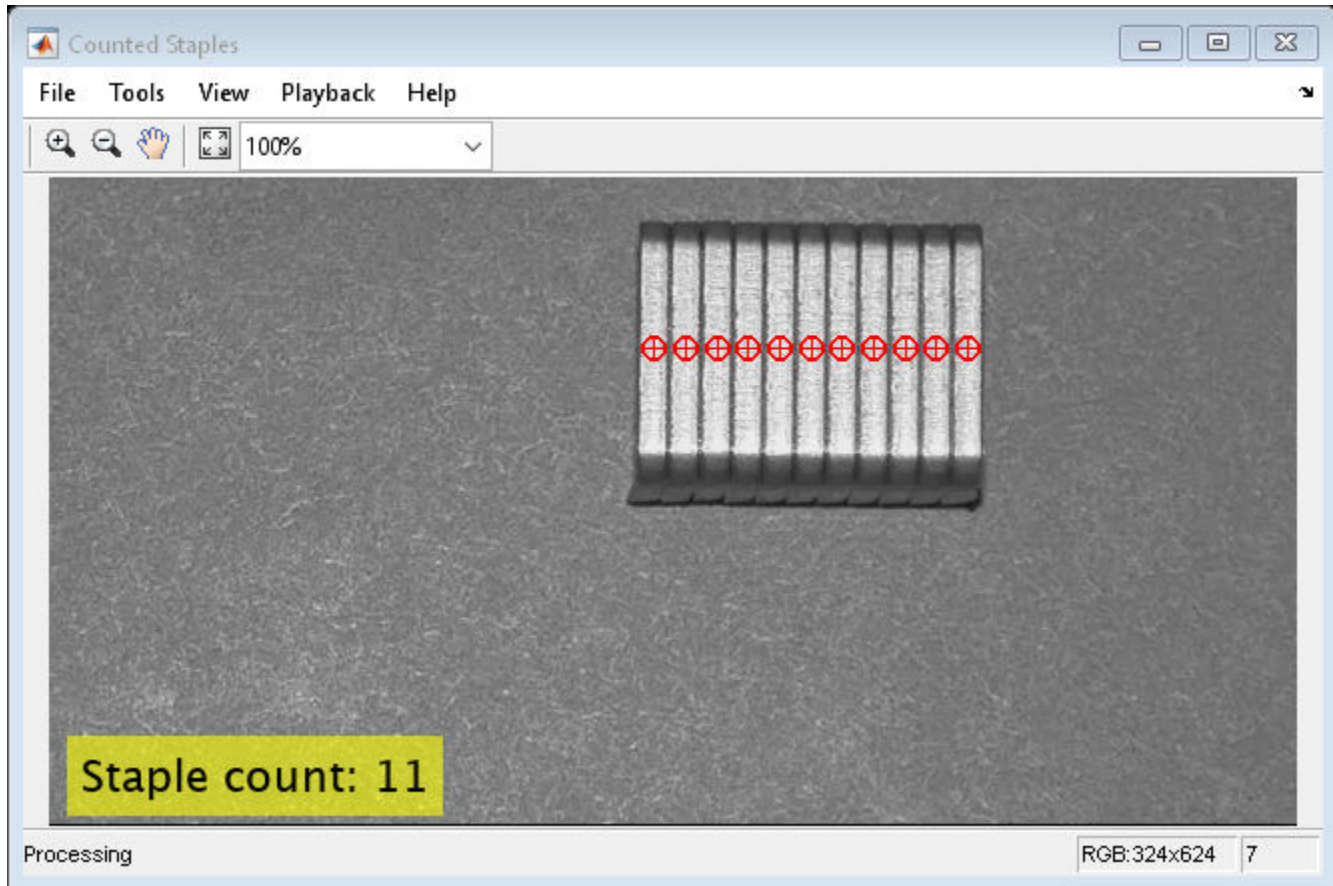 Counted Staples
File Tools View Playback Help
100%
Staple count: 11
Processing RGB:324x624 7